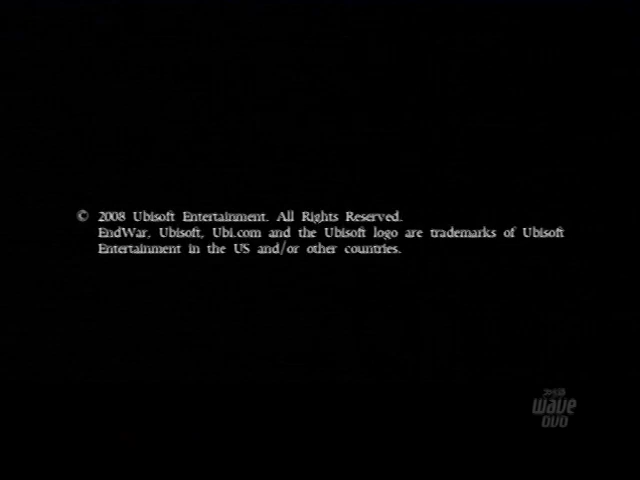 © 2008 Ubisoft Entertainment. All Rights Reserved.
EndWar, Ubisoft, Ubi.com and the Ubisoft logo are trademarks of Ubisoft
Entertainment in the US and/or other countries.
wave
DVD